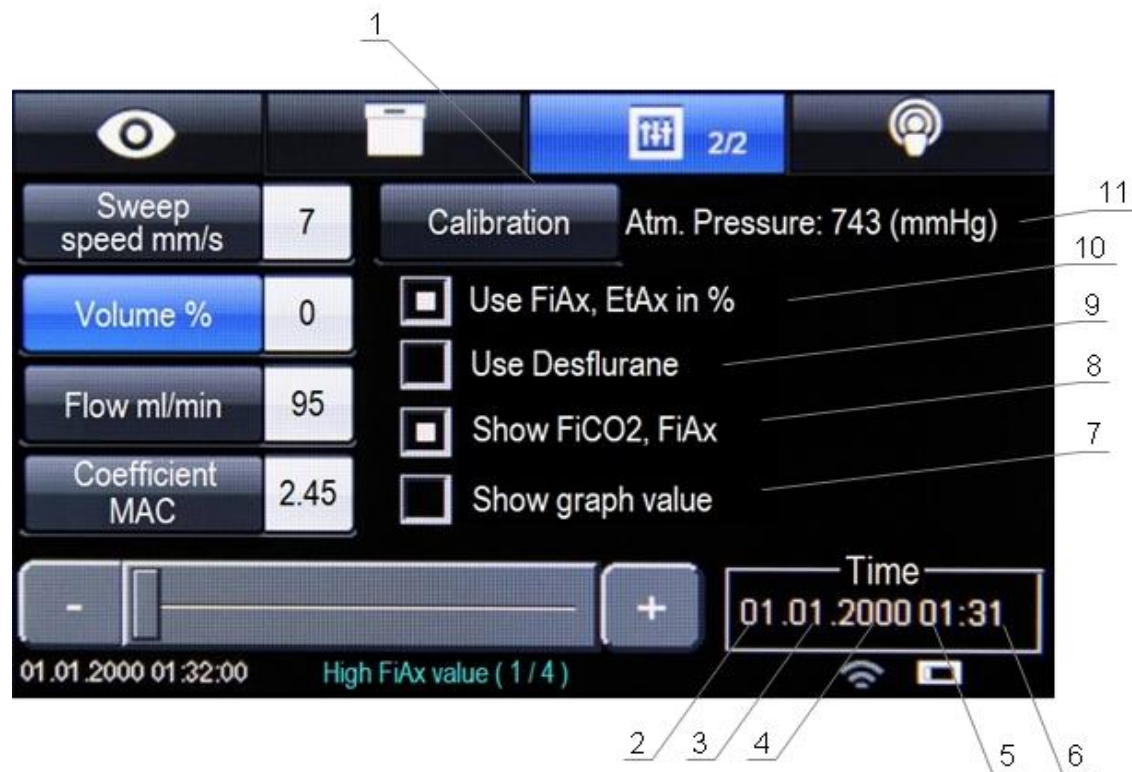 1
2/2
Sweep
speed mm/s
7
Calibration
Atm. Pressure: 743 (mmHg)
11
10
Volume %
0
Use FiAx, EtAx in %
9
Use Desflurane
8
Flow ml/min
95
Show FiCO2, FiAx
7
Coefficient
MAC
2.45
Show graph value
Time
-
+
01.01.2000 01:31
01.01.2000 01:32:00
High FiAx value ( 1 / 4 )
2
3
4
5
6